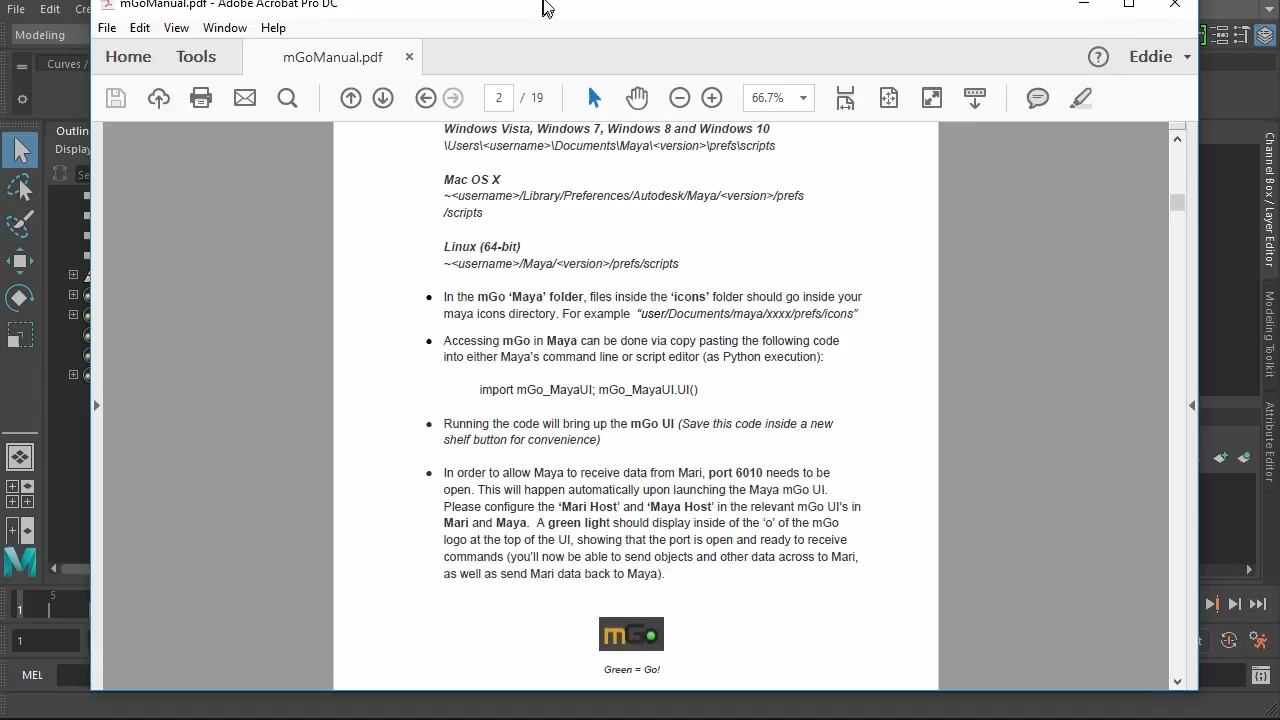 File Edit Cre
mGoManual.pdf - Adobe Acrobat Pro DC
File Edit View Window Help
Modeling
Home Tools mGoManual.pdf × Eddie
Curves /
2 / 19 66.7%
Outlin
Display
Se
Windows Vista, Windows 7, Windows 8 and Windows 10
\Users\<username>\Documents\Maya\<version>\prefs\scripts
Mac OS X
~<username>/Library/Preferences/Autodesk/Maya/<version>/prefs
/scripts
Linux (64-bit)
~<username>/Maya/<version>/prefs/scripts
● In the mGo ‘Maya’ folder, files inside the ‘icons’ folder should go inside your
maya icons directory. For example “user/Documents/maya/xxxx/prefs/icons”
● Accessing mGo in Maya can be done via copy pasting the following code
into either Maya’s command line or script editor (as Python execution):
import mGo_MayaUI; mGo_MayaUI.UI()
● Running the code will bring up the mGo UI (Save this code inside a new
shelf button for convenience)
● In order to allow Maya to receive data from Mari, port 6010 needs to be
open. This will happen automatically upon launching the Maya mGo UI.
Please configure the ‘Mari Host’ and ‘Maya Host’ in the relevant mGo UI’s in
Mari and Maya. A green light should display inside of the ‘o’ of the mGo
logo at the top of the UI, showing that the port is open and ready to receive
commands (you’ll now be able to send objects and other data across to Mari,
as well as send Mari data back to Maya).
mGo
Green = Go!
Channel Box / Layer Editor
Modeling Toolkit
Attribute Editor
5
1
1
MEL